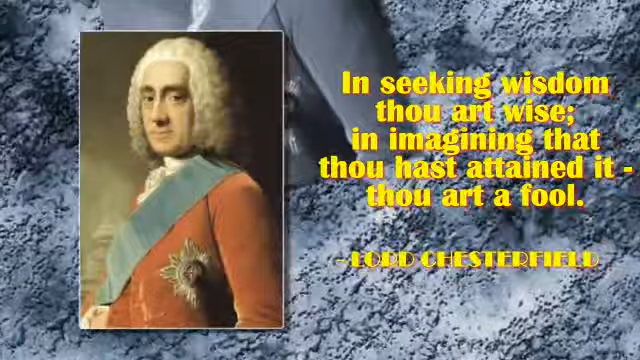 In seeking wisdom
thou art wise;
in imagining that
thou hast attained it -
thou art a fool.
- LORD CHESTERFIELD